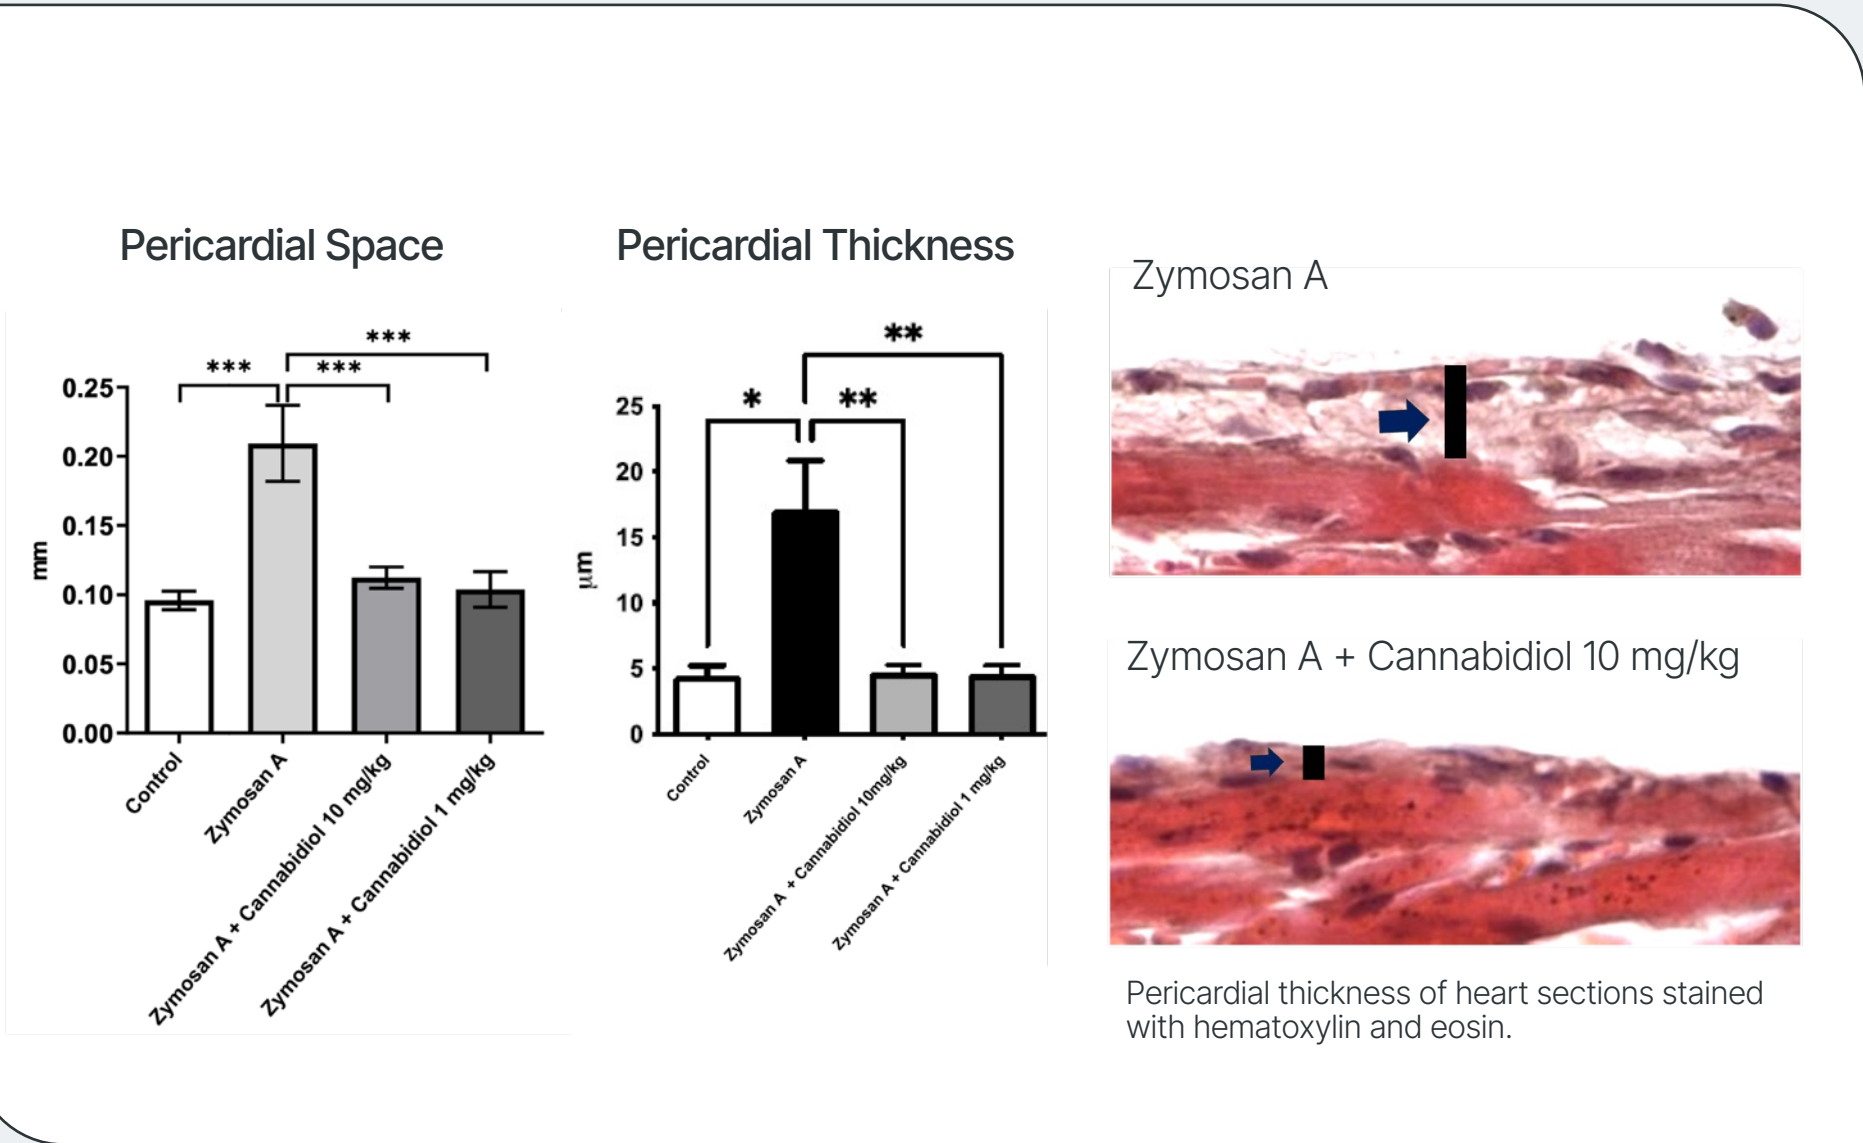 Pericardial Space
***
***
***
0.25
0.20
0.15
0.10
0.05
0.00
mm
Control
Zymosan A
Zymosan A + Cannabidiol 10 mg/kg
Zymosan A + Cannabidiol 1 mg/kg
Pericardial Thickness
**
*
**
25
20
15
10
5
0
µm
Control
Zymosan A
Zymosan A + Cannabidiol 10mg/kg
Zymosan A + Cannabidiol 1 mg/kg
Zymosan A
Zymosan A + Cannabidiol 10 mg/kg
Pericardial thickness of heart sections stained
with hematoxylin and eosin.